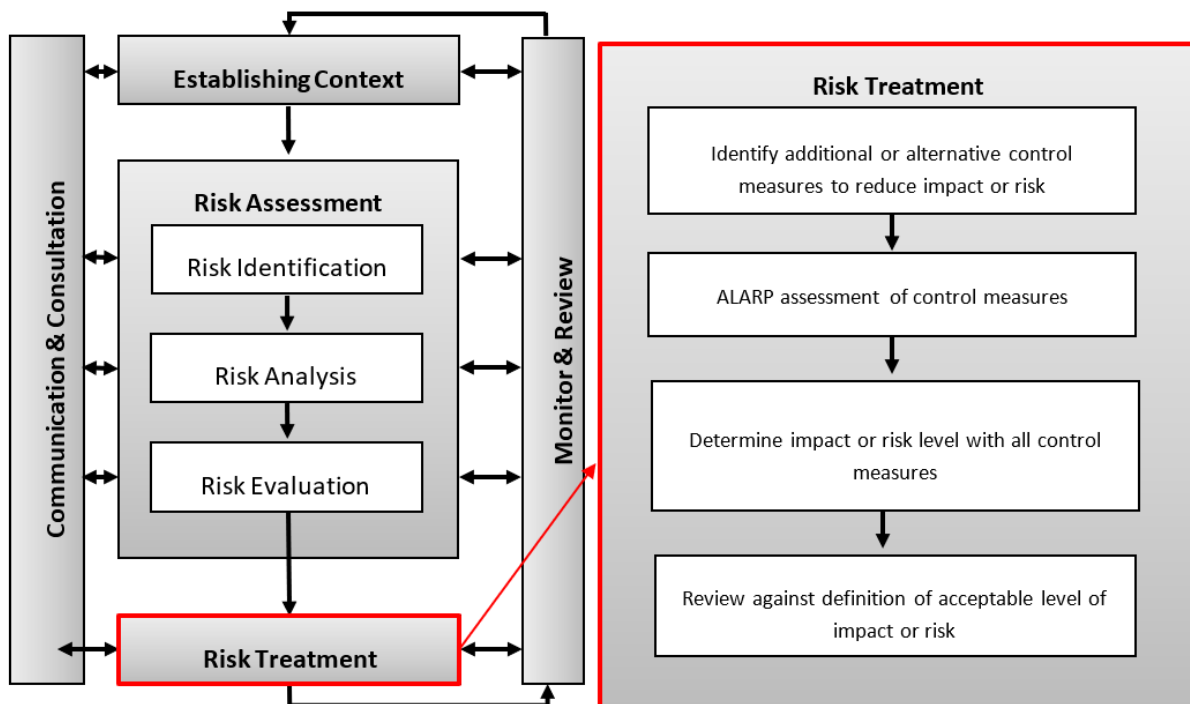 Communication & Consultation
Establishing Context
Risk Assessment
Risk Identification
Risk Analysis
Risk Evaluation
Risk Treatment
Monitor & Review
Risk Treatment
Identify additional or alternative control
measures to reduce impact or risk
ALARP assessment of control measures
Determine impact or risk level with all control
measures
Review against definition of acceptable level of
impact or risk